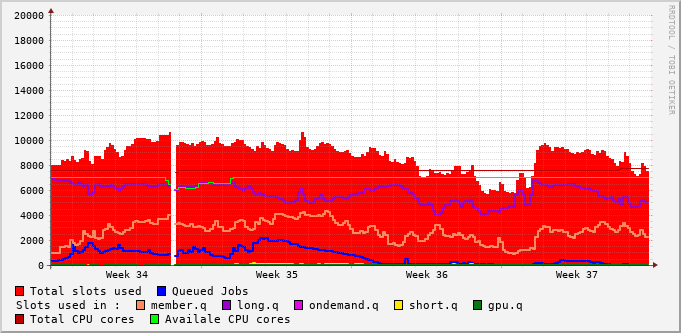 20000
18000
16000
14000
12000
10000
8000
6000
4000
2000
0
Week 34 Week 35 Week 36 Week 37
RRDTOOL / TOBI OETIKER
Total slots used Queued Jobs
Slots used in : member.q long.q ondemand.q short.q gpu.q
Total CPU cores Availale CPU cores